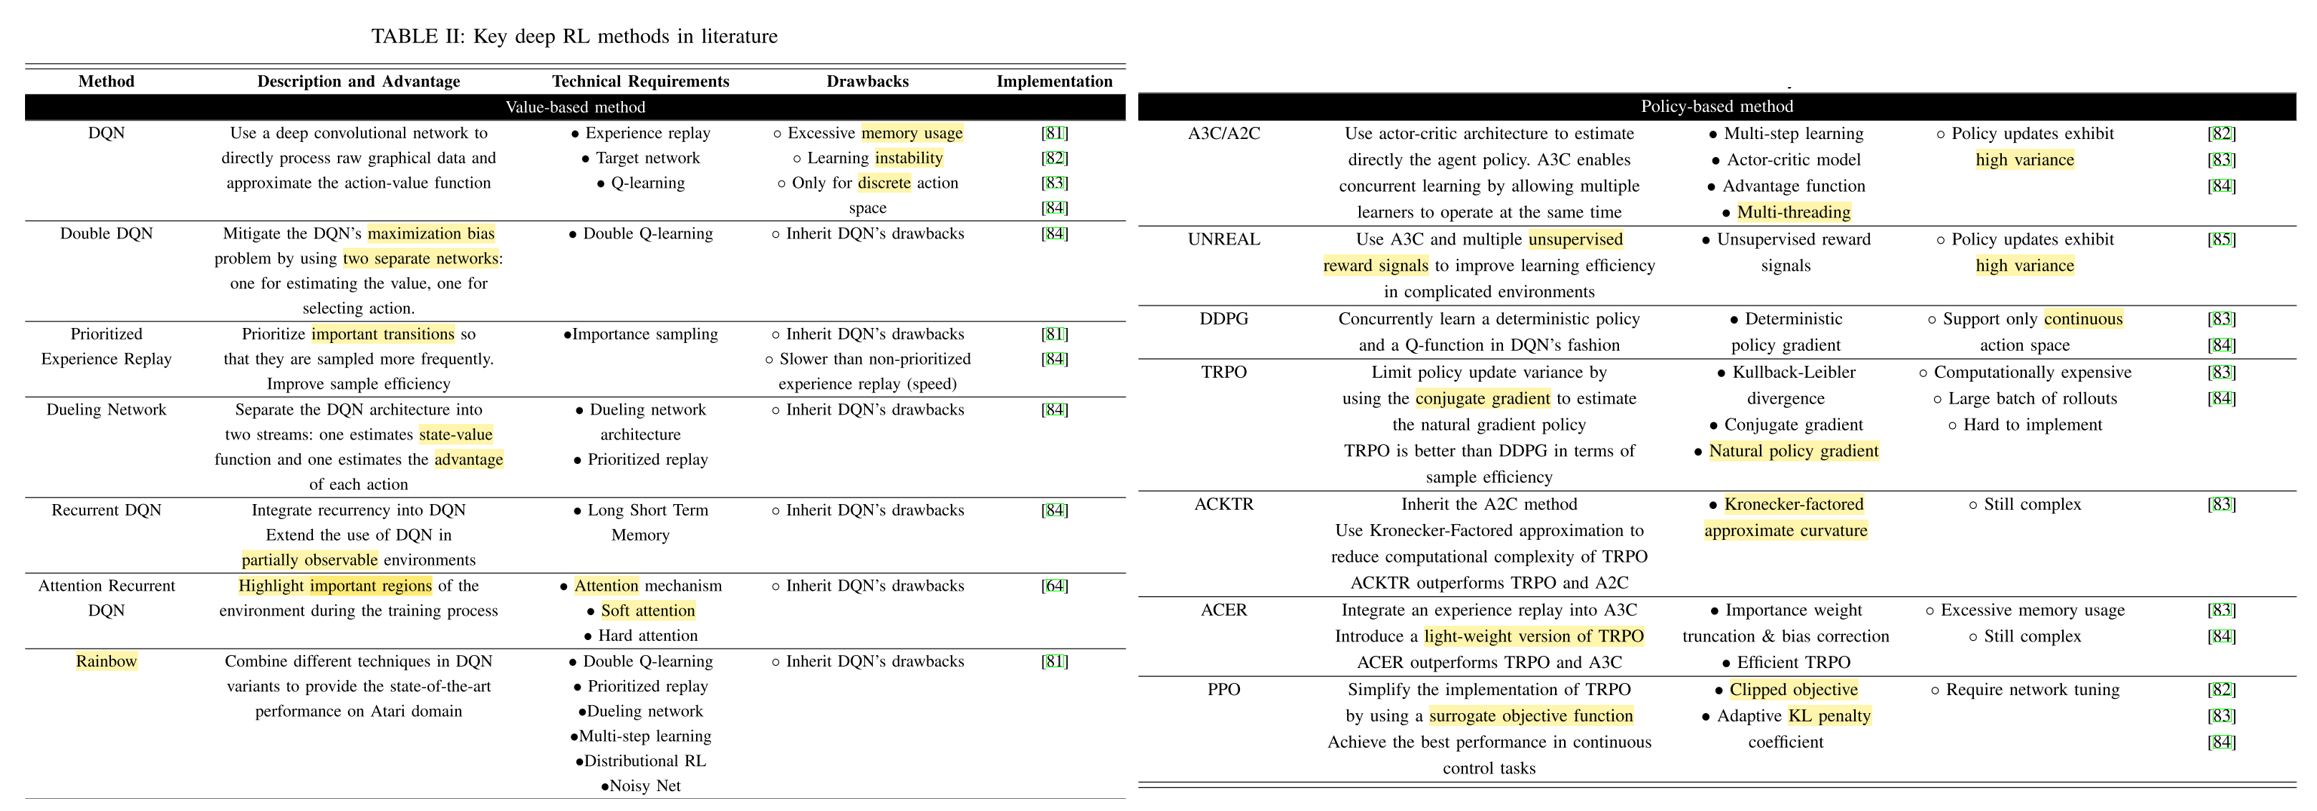 TABLE II: Key deep RL methods in literature
Method Description and Advantage Technical Requirements Drawbacks Implementation
Value-based method
DQN Use a deep convolutional network to ● Experience replay ○ Excessive memory usage [81]
directly process raw graphical data and ● Target network ○ Learning instability [82]
approximate the action-value function ● Q-learning ○ Only for discrete action [83]
space [84]
Double DQN Mitigate the DQN's maximization bias ● Double Q-learning ○ Inherit DQN's drawbacks [84]
problem by using two separate networks:
one for estimating the value, one for
selecting action.
Prioritized Prioritize important transitions so ●Importance sampling ○ Inherit DQN's drawbacks [81]
Experience Replay that they are sampled more frequently. ○ Slower than non-prioritized [84]
Improve sample efficiency experience replay (speed)
Dueling Network Separate the DQN architecture into ● Dueling network ○ Inherit DQN's drawbacks [84]
two streams: one estimates state-value architecture
function and one estimates the advantage ● Prioritized replay
of each action
Recurrent DQN Integrate recurrency into DQN ● Long Short Term ○ Inherit DQN's drawbacks [84]
Extend the use of DQN in Memory
partially observable environments
Attention Recurrent Highlight important regions of the ● Attention mechanism ○ Inherit DQN's drawbacks [64]
DQN environment during the training process ● Soft attention
● Hard attention
Rainbow Combine different techniques in DQN ● Double Q-learning ○ Inherit DQN's drawbacks [81]
variants to provide the state-of-the-art ● Prioritized replay
performance on Atari domain ●Dueling network
●Multi-step learning
●Distributional RL
●Noisy Net
Policy-based method
A3C/A2C Use actor-critic architecture to estimate ● Multi-step learning ○ Policy updates exhibit [82]
directly the agent policy. A3C enables ● Actor-critic model high variance [83]
concurrent learning by allowing multiple ● Advantage function [84]
learners to operate at the same time ● Multi-threading
UNREAL Use A3C and multiple unsupervised ● Unsupervised reward ○ Policy updates exhibit [85]
reward signals to improve learning efficiency signals high variance
in complicated environments
DDPG Concurrently learn a deterministic policy ● Deterministic ○ Support only continuous [83]
and a Q-function in DQN's fashion policy gradient action space [84]
TRPO Limit policy update variance by ● Kullback-Leibler ○ Computationally expensive [83]
using the conjugate gradient to estimate divergence ○ Large batch of rollouts [84]
the natural gradient policy ● Conjugate gradient ○ Hard to implement
TRPO is better than DDPG in terms of ● Natural policy gradient
sample efficiency
ACKTR Inherit the A2C method ● Kronecker-factored ○ Still complex [83]
Use Kronecker-Factored approximation to approximate curvature
reduce computational complexity of TRPO
ACKTR outperforms TRPO and A2C
ACER Integrate an experience replay into A3C ● Importance weight ○ Excessive memory usage [83]
Introduce a light-weight version of TRPO truncation & bias correction ○ Still complex [84]
ACER outperforms TRPO and A3C ● Efficient TRPO
PPO Simplify the implementation of TRPO ● Clipped objective ○ Require network tuning [82]
by using a surrogate objective function ● Adaptive KL penalty [83]
Achieve the best performance in continuous coefficient [84]
control tasks